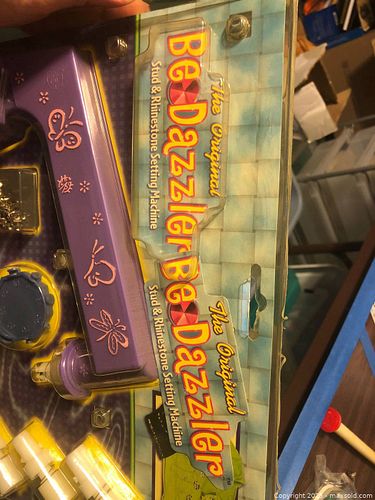 The Original
BeDazzler
Stud & Rhinestone Setting Machine
The Original
BeDazzler
Stud & Rhinestone Setting Machine